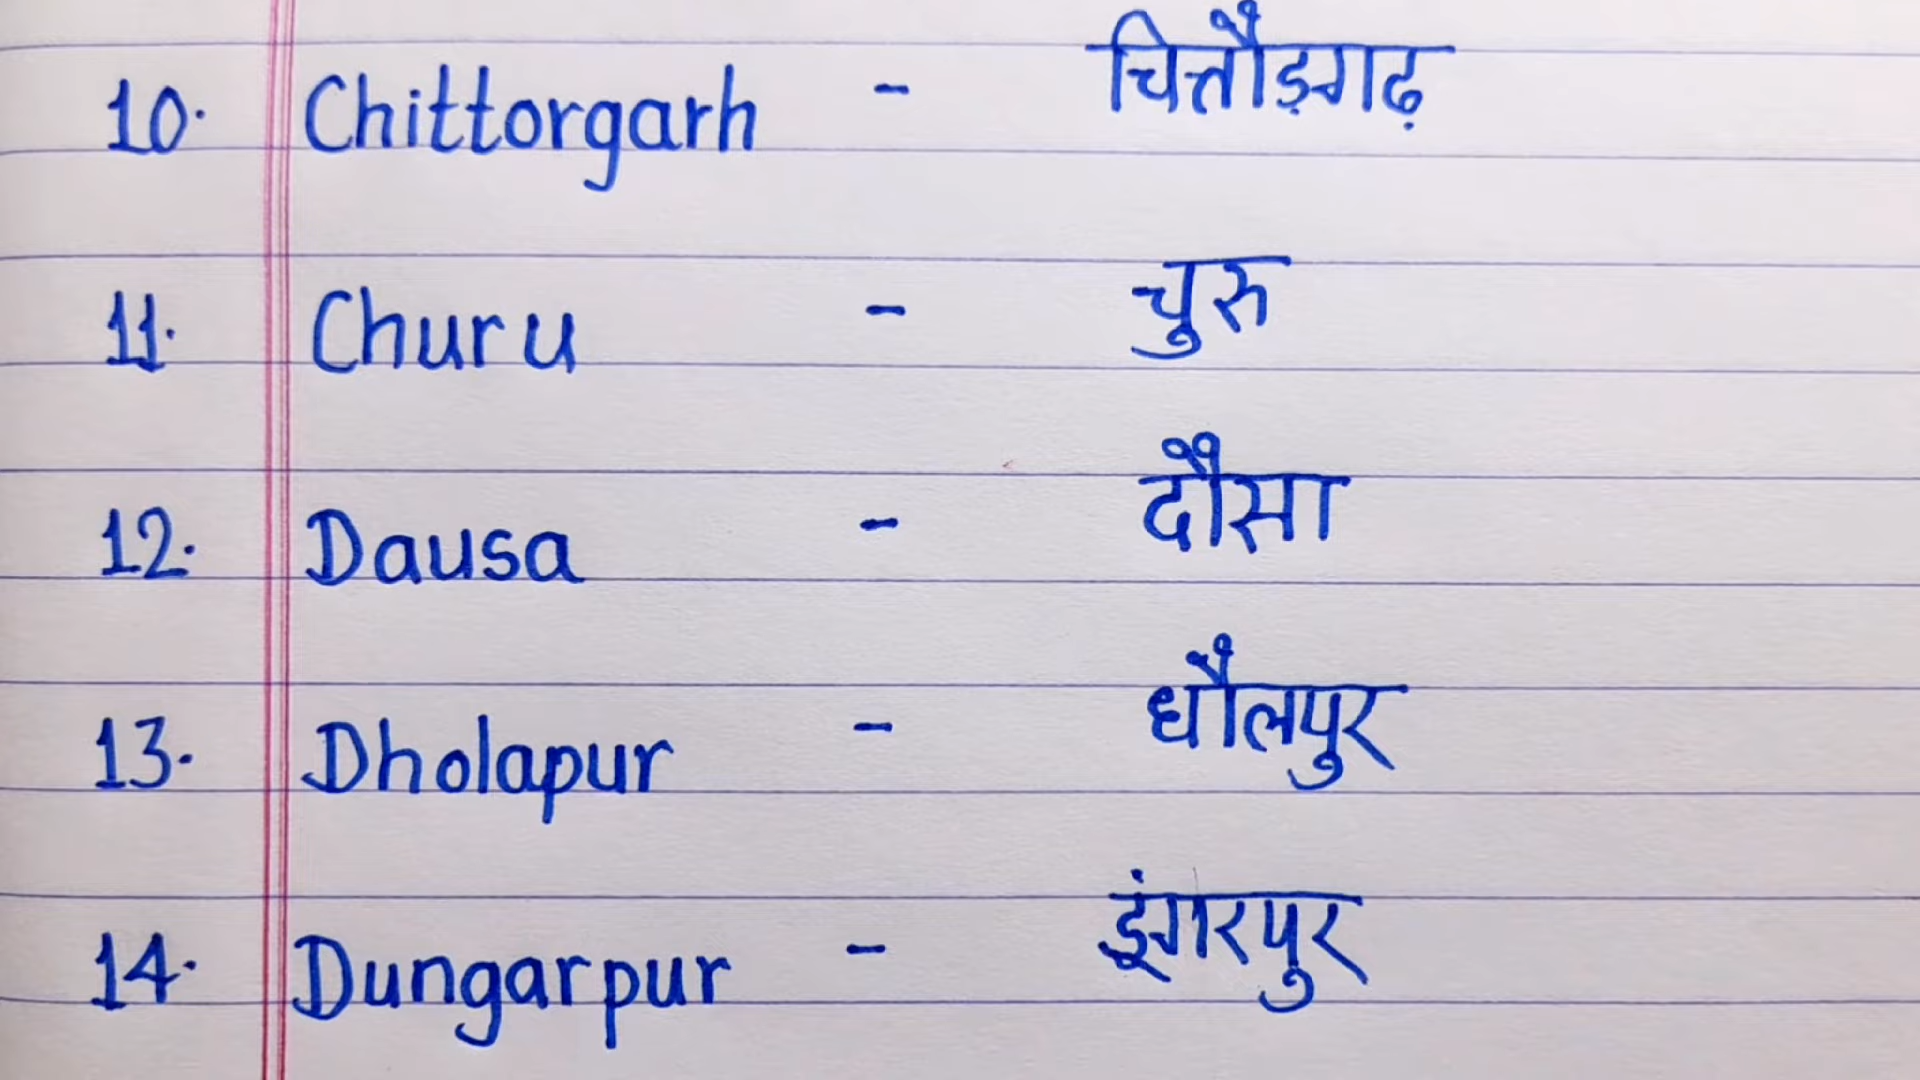 10. Chittorgarh - चित्तौड़गढ़
11. Churu - चुरु
12. Dausa - दौसा
13. Dholapur - धौलपुर
14. Dungarpur - डूंगरपुर